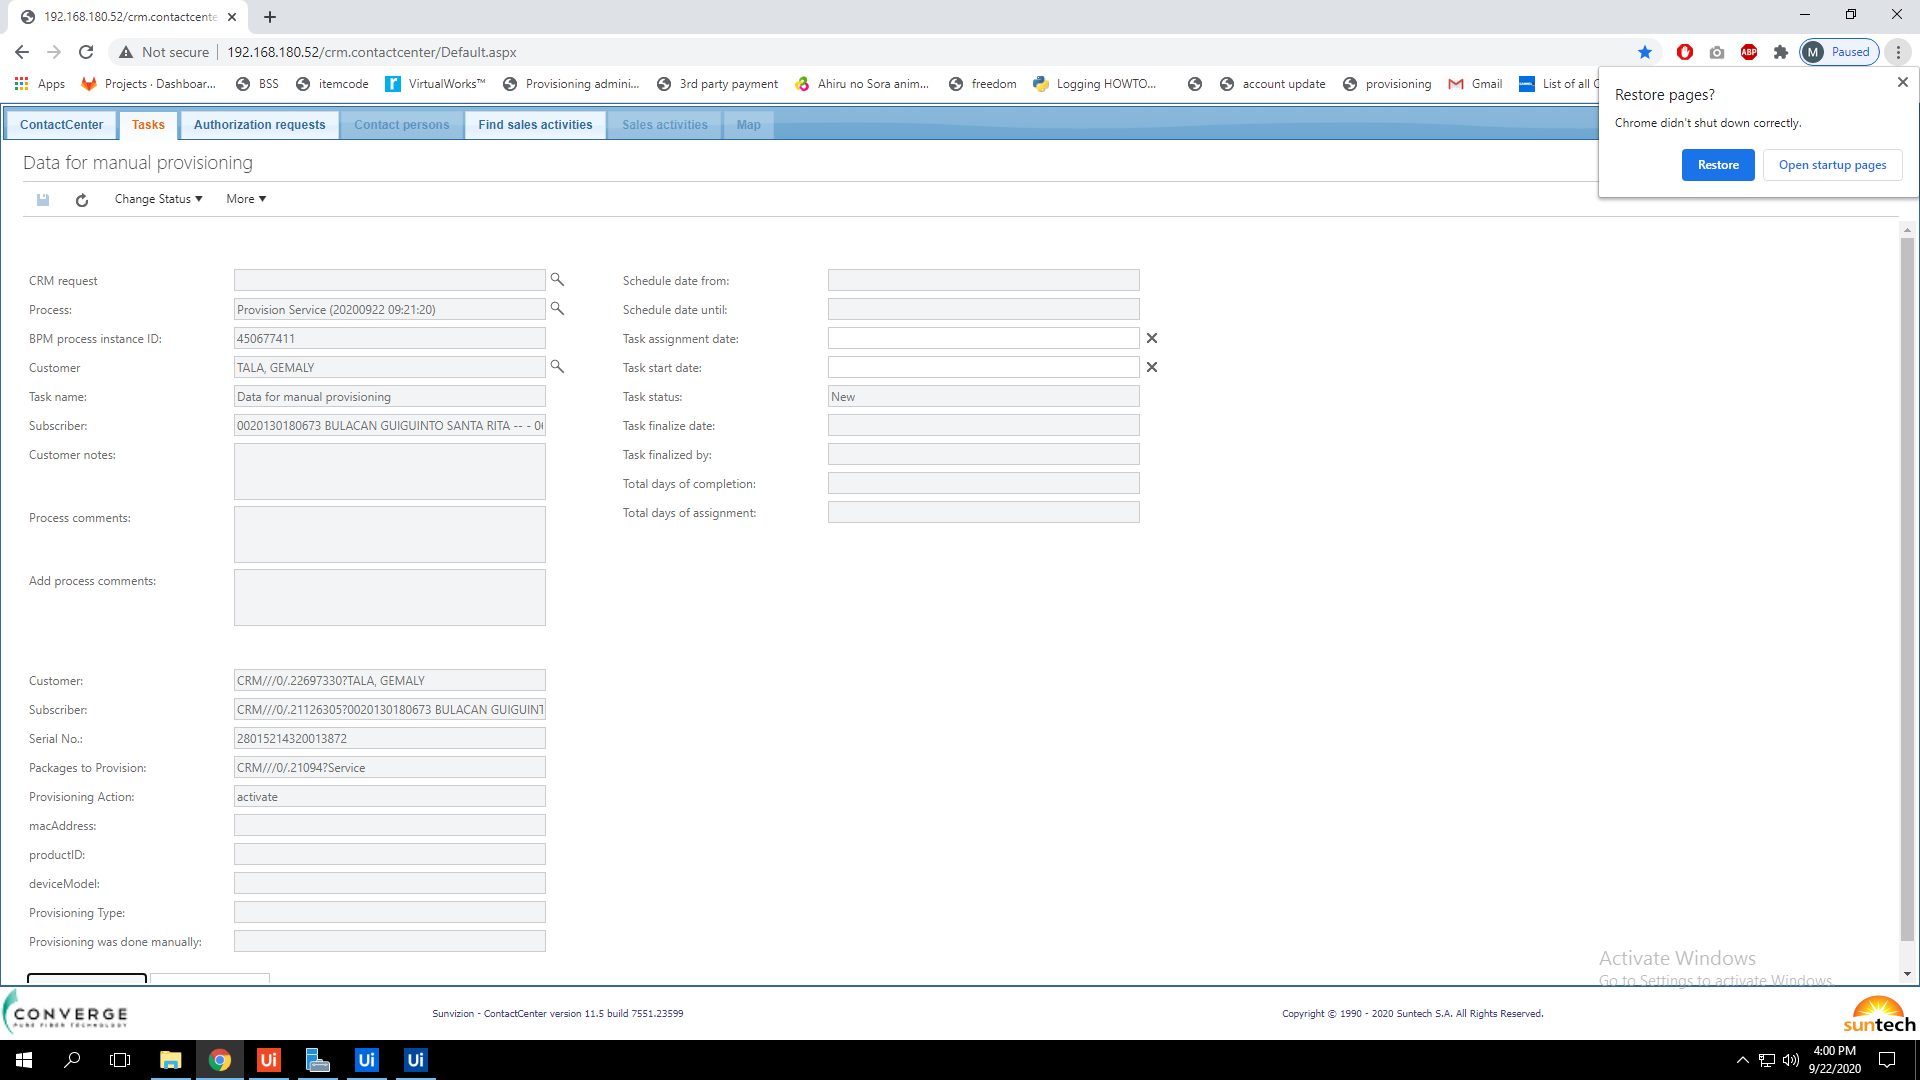 192.168.180.52/crm.contactcente
Not secure
192.168.180.52/crm.contactcenter/Default.aspx
ABP
M Paused
Apps
Projects · Dashboar...
BSS
itemcode
VirtualWorks™
Provisioning admini...
3rd party payment
Ahiru no Sora anim...
freedom
Logging HOWTO...
account update
provisioning
Gmail
List of all
Restore pages?
Chrome didn't shut down correctly.
Restore
Open startup pages
ContactCenter
Tasks
Authorization requests
Contact persons
Find sales activities
Sales activities
Map
Data for manual provisioning
Change Status
More
CRM request
Process: Provision Service (20200922 09:21:20)
BPM process instance ID: 450677411
Customer TALA, GEMALY
Task name: Data for manual provisioning
Subscriber: 0020130180673 BULACAN GUIGUINTO SANTA RITA -- -
Customer notes:
Process comments:
Add process comments:
Schedule date from:
Schedule date until:
Task assignment date:
Task start date:
Task status: New
Task finalize date:
Task finalized by:
Total days of completion:
Total days of assignment:
Customer: CRM///0/.22697330?TALA, GEMALY
Subscriber: CRM///0/.21126305?0020130180673 BULACAN GUIGUINT
Serial No.: 28015214320013872
Packages to Provision: CRM///0/.21094?Service
Provisioning Action: activate
macAddress:
productID:
deviceModel:
Provisioning Type:
Provisioning was done manually:
Activate Windows
Go to Settings to activate Windows.
CONVERGE
PURE FIBER TECHNOLOGY
Sunvizion - ContactCenter version 11.5 build 7551.23599
Copyright © 1990 - 2020 Suntech S.A. All Rights Reserved.
suntech
Ui
Ui
Ui
4:00 PM
9/22/2020